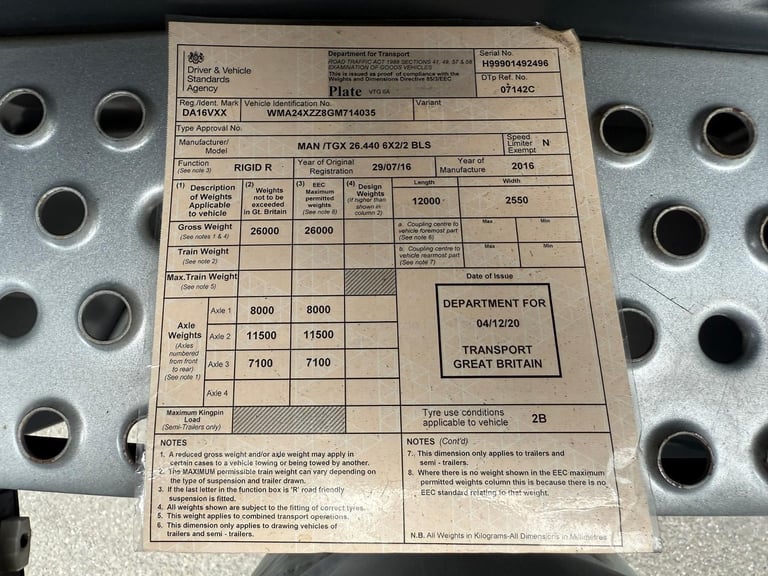 Driver & Vehicle
Standards
Agency
Department for Transport
ROAD TRAFFIC ACT 1988 SECTIONS 41, 49, 57 & 58
EXAMINATION OF GOODS VEHICLES
This is issued as proof of compliance with the
Weights and Dimensions Directive 85/3/EEC
Plate VTG 6A
Serial No.
H99901492496
DTp Ref. No.
07142C
Reg./Ident. Mark
DA16VXX
Vehicle Identification No.
WMA24XZZ8GM714035
Variant
Type Approval No.
Manufacturer/
Model
MAN /TGX 26.440 6X2/2 BLS
Speed
Limiter
Exempt
N
Function
(See note 3)
RIGID R
Year of Original
Registration
29/07/16
Year of
Manufacture
2016
(1) Description
of Weights
Applicable
to vehicle
(2) Weights
not to be
exceeded
in Gt. Britain
(3) EEC
Maximum
permitted
weights
(See note 8)
(4) Design
Weights
(If higher than
shown in
column 2)
Length
12000
Width
2550
Gross Weight
(See notes 1 & 4)
26000
26000
a. Coupling centre to
vehicle foremost part
(See note 6)
Max
Min
Train Weight
(See note 2)
b. Coupling centre to
vehicle rearmost part
(See note 7)
Max
Min
Max.Train Weight
(See note 5)
Date of Issue
DEPARTMENT FOR
04/12/20
TRANSPORT
GREAT BRITAIN
Axle
Weights
(Axles
numbered
from front
to rear)
(See note 1)
Axle 1
8000
8000
Axle 2
11500
11500
Axle 3
7100
7100
Axle 4
Maximum Kingpin
Load
(Semi-Trailers only)
Tyre use conditions
applicable to vehicle
2B
NOTES
1. A reduced gross weight and/or axle weight may apply in
certain cases to a vehicle lowing or being towed by another.
2. The MAXIMUM permissible train weight can vary depending on
the type of suspension and trailer drawn.
3. If the last letter in the function box is 'R' road friendly
suspension is fitted.
4. All weights shown are subject to the fitting of correct tyres.
5. This weight applies to combined transport operations.
6. This dimension only applies to drawing vehicles of
trailers and semi - trailers.
NOTES (Cont'd)
7. This dimension only applies to trailers and
semi - trailers.
8. Where there is no weight shown in the EEC maximum
permitted weights column this is because there is no
EEC standard relating to that weight.
N.B. All Weights in Kilograms-All Dimensions in Millimetres